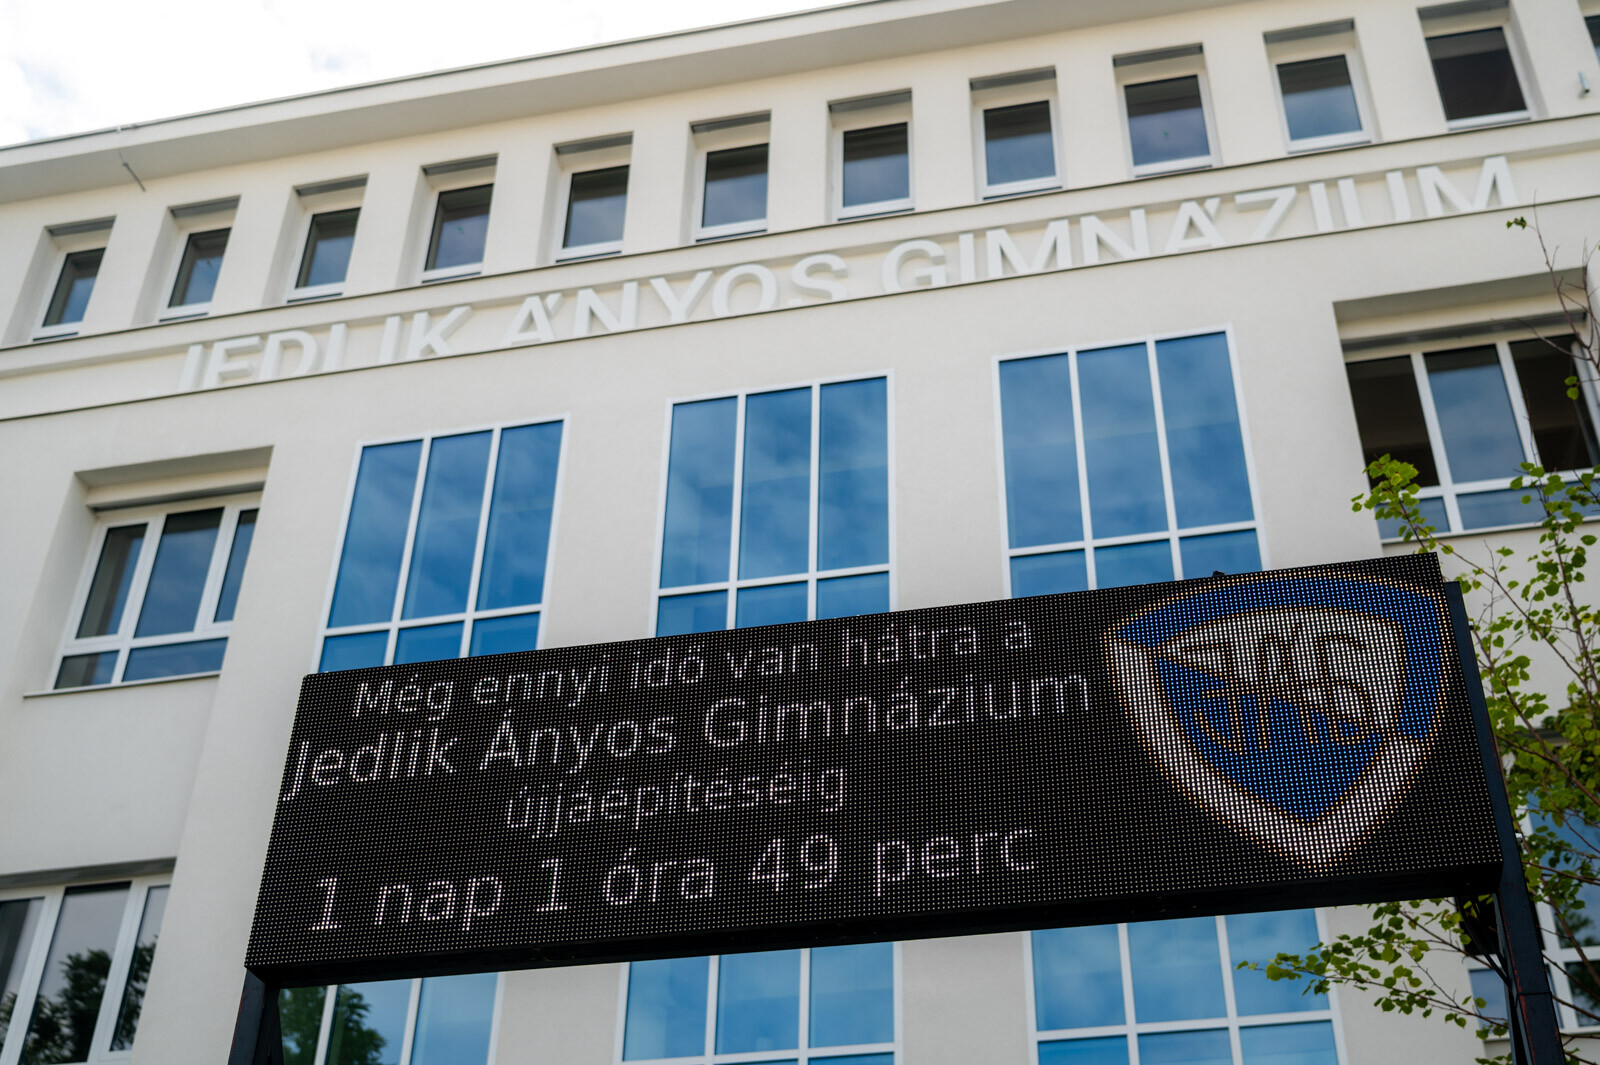 JEDLIK ÁNYOS GIMNÁZIUM
Még ennyi idő van hátra a
Jedlik Ányos Gimnázium
újjáépítéséig
1 nap 1 óra 49 perc